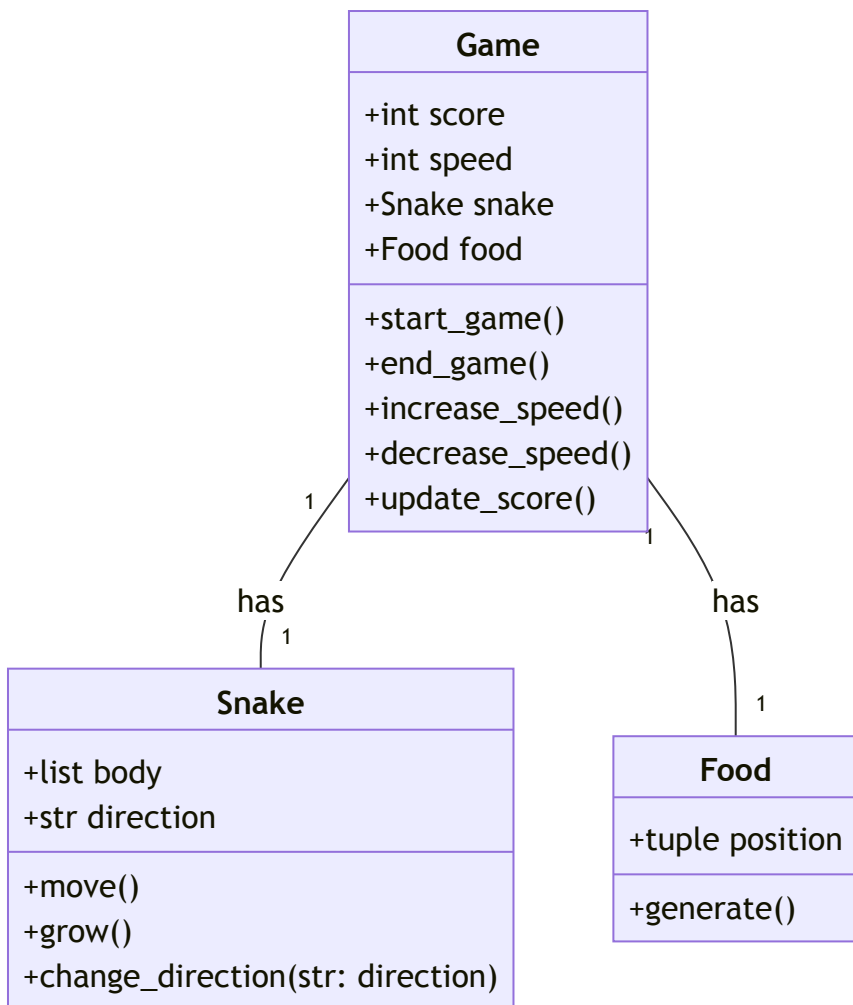 Game
+int score
+int speed
+Snake snake
+Food food
+start_game()
+end_game()
+increase_speed()
+decrease_speed()
+update_score()
1
1
has
has
1
1
Snake
+list body
+str direction
+move()
+grow()
+change_direction(str: direction)
Food
+tuple position
+generate()